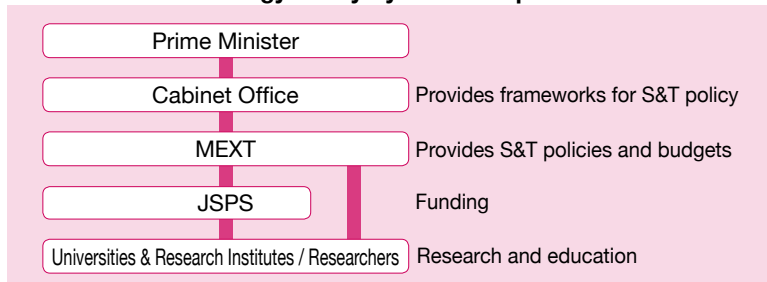 Prime Minister
Cabinet Office Provides frameworks for S&T policy
MEXT Provides S&T policies and budgets
JSPS Funding
Universities & Research Institutes / Researchers Research and education